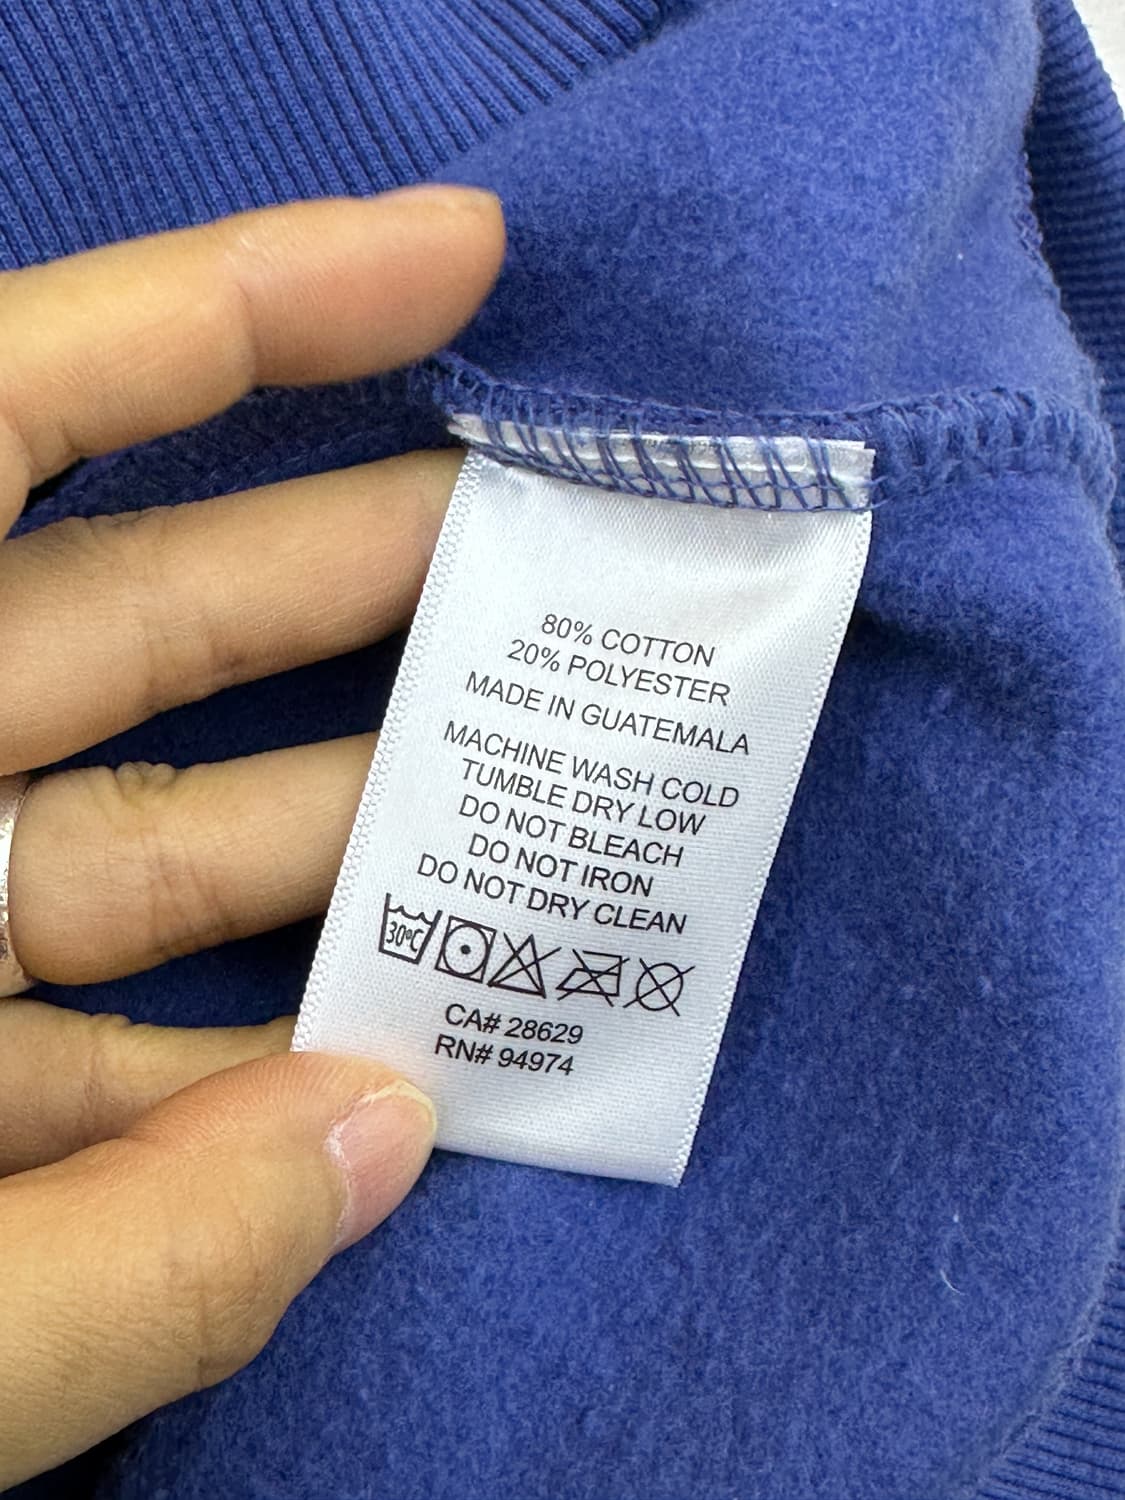 80% COTTON
20% POLYESTER
MADE IN GUATEMALA
MACHINE WASH COLD
TUMBLE DRY LOW
DO NOT BLEACH
DO NOT IRON
DO NOT DRY CLEAN
30°C
CA# 28629
RN# 94974